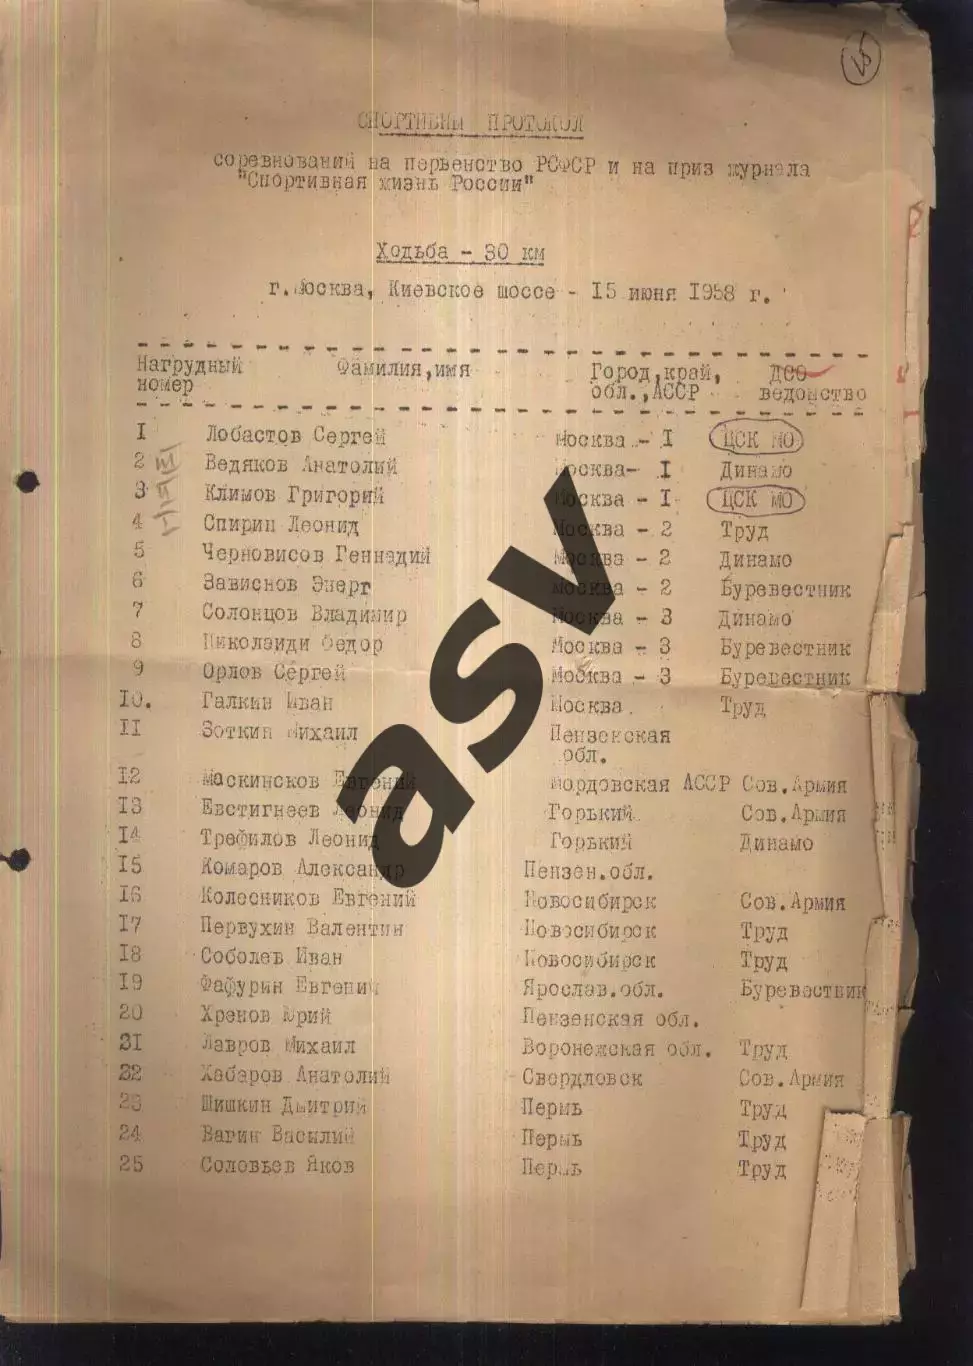 СПОРТИВНЫ ПРОТОКОЛ
соревнований на первенство РСФСР и на приз журнала
"Спортивная жизнь России"
Ходьба - 30 км
г.Москва, Киевское шоссе - 15 июня 1958 г.
Нагрудный номер Фамилия,имя Город,край, обл.,АССР ДСО ведомство
1 Лобастов Сергей Москва - I ЦСК МО
2 Ведяков Анатолий Москва- I Динамо
3 Климов Григорий Москва - I ЦСК МО
4 Спирин Леонид Москва - 2 Труд
5 Черновисов Геннадий Москва - 2 Динамо
6 Зависнов Энерг Москва - 2 Буревестник
7 Солонцов Владимир Москва - 3 Динамо
8 Николаиди Федор Москва - 3 Буревестник
9 Орлов Сергей Москва - 3 Буревестник
10. Галкин Иван Москва. Труд
11 Зоткин Михаил Пензенская обл.
12 Маскинсков Евгений Мордовская АССР Сов.Армия
13 Евстигнеев Леонид Горький Сов.Армия
14 Трефилов Леонид Горький Динамо
15 Комаров Александр Пензен.обл.
16 Колесников Евгений Новосибирск Сов.Армия
17 Первухин Валентин Новосибирск Труд
18 Соболев Иван Новосибирск Труд
19 Фафурин Евгений Ярослав.обл. Буревестник
20 Хренов Юрий Пензенская обл.
21 Лавров Михаил Воронежская обл. Труд
22 Хабаров Анатолий Свердловск Сов.Армия
23 Шишкин Дмитрий Пермь Труд
24 Вагин Василий Пермь Труд
25 Соловьев Яков Пермь Труд
asv